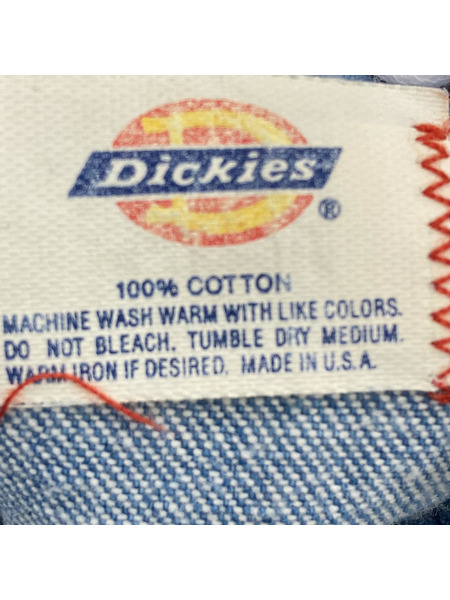 Dickies
®
100% COTTON
MACHINE WASH WARM WITH LIKE COLORS.
DO NOT BLEACH. TUMBLE DRY MEDIUM.
WARM IRON IF DESIRED. MADE IN U.S.A.